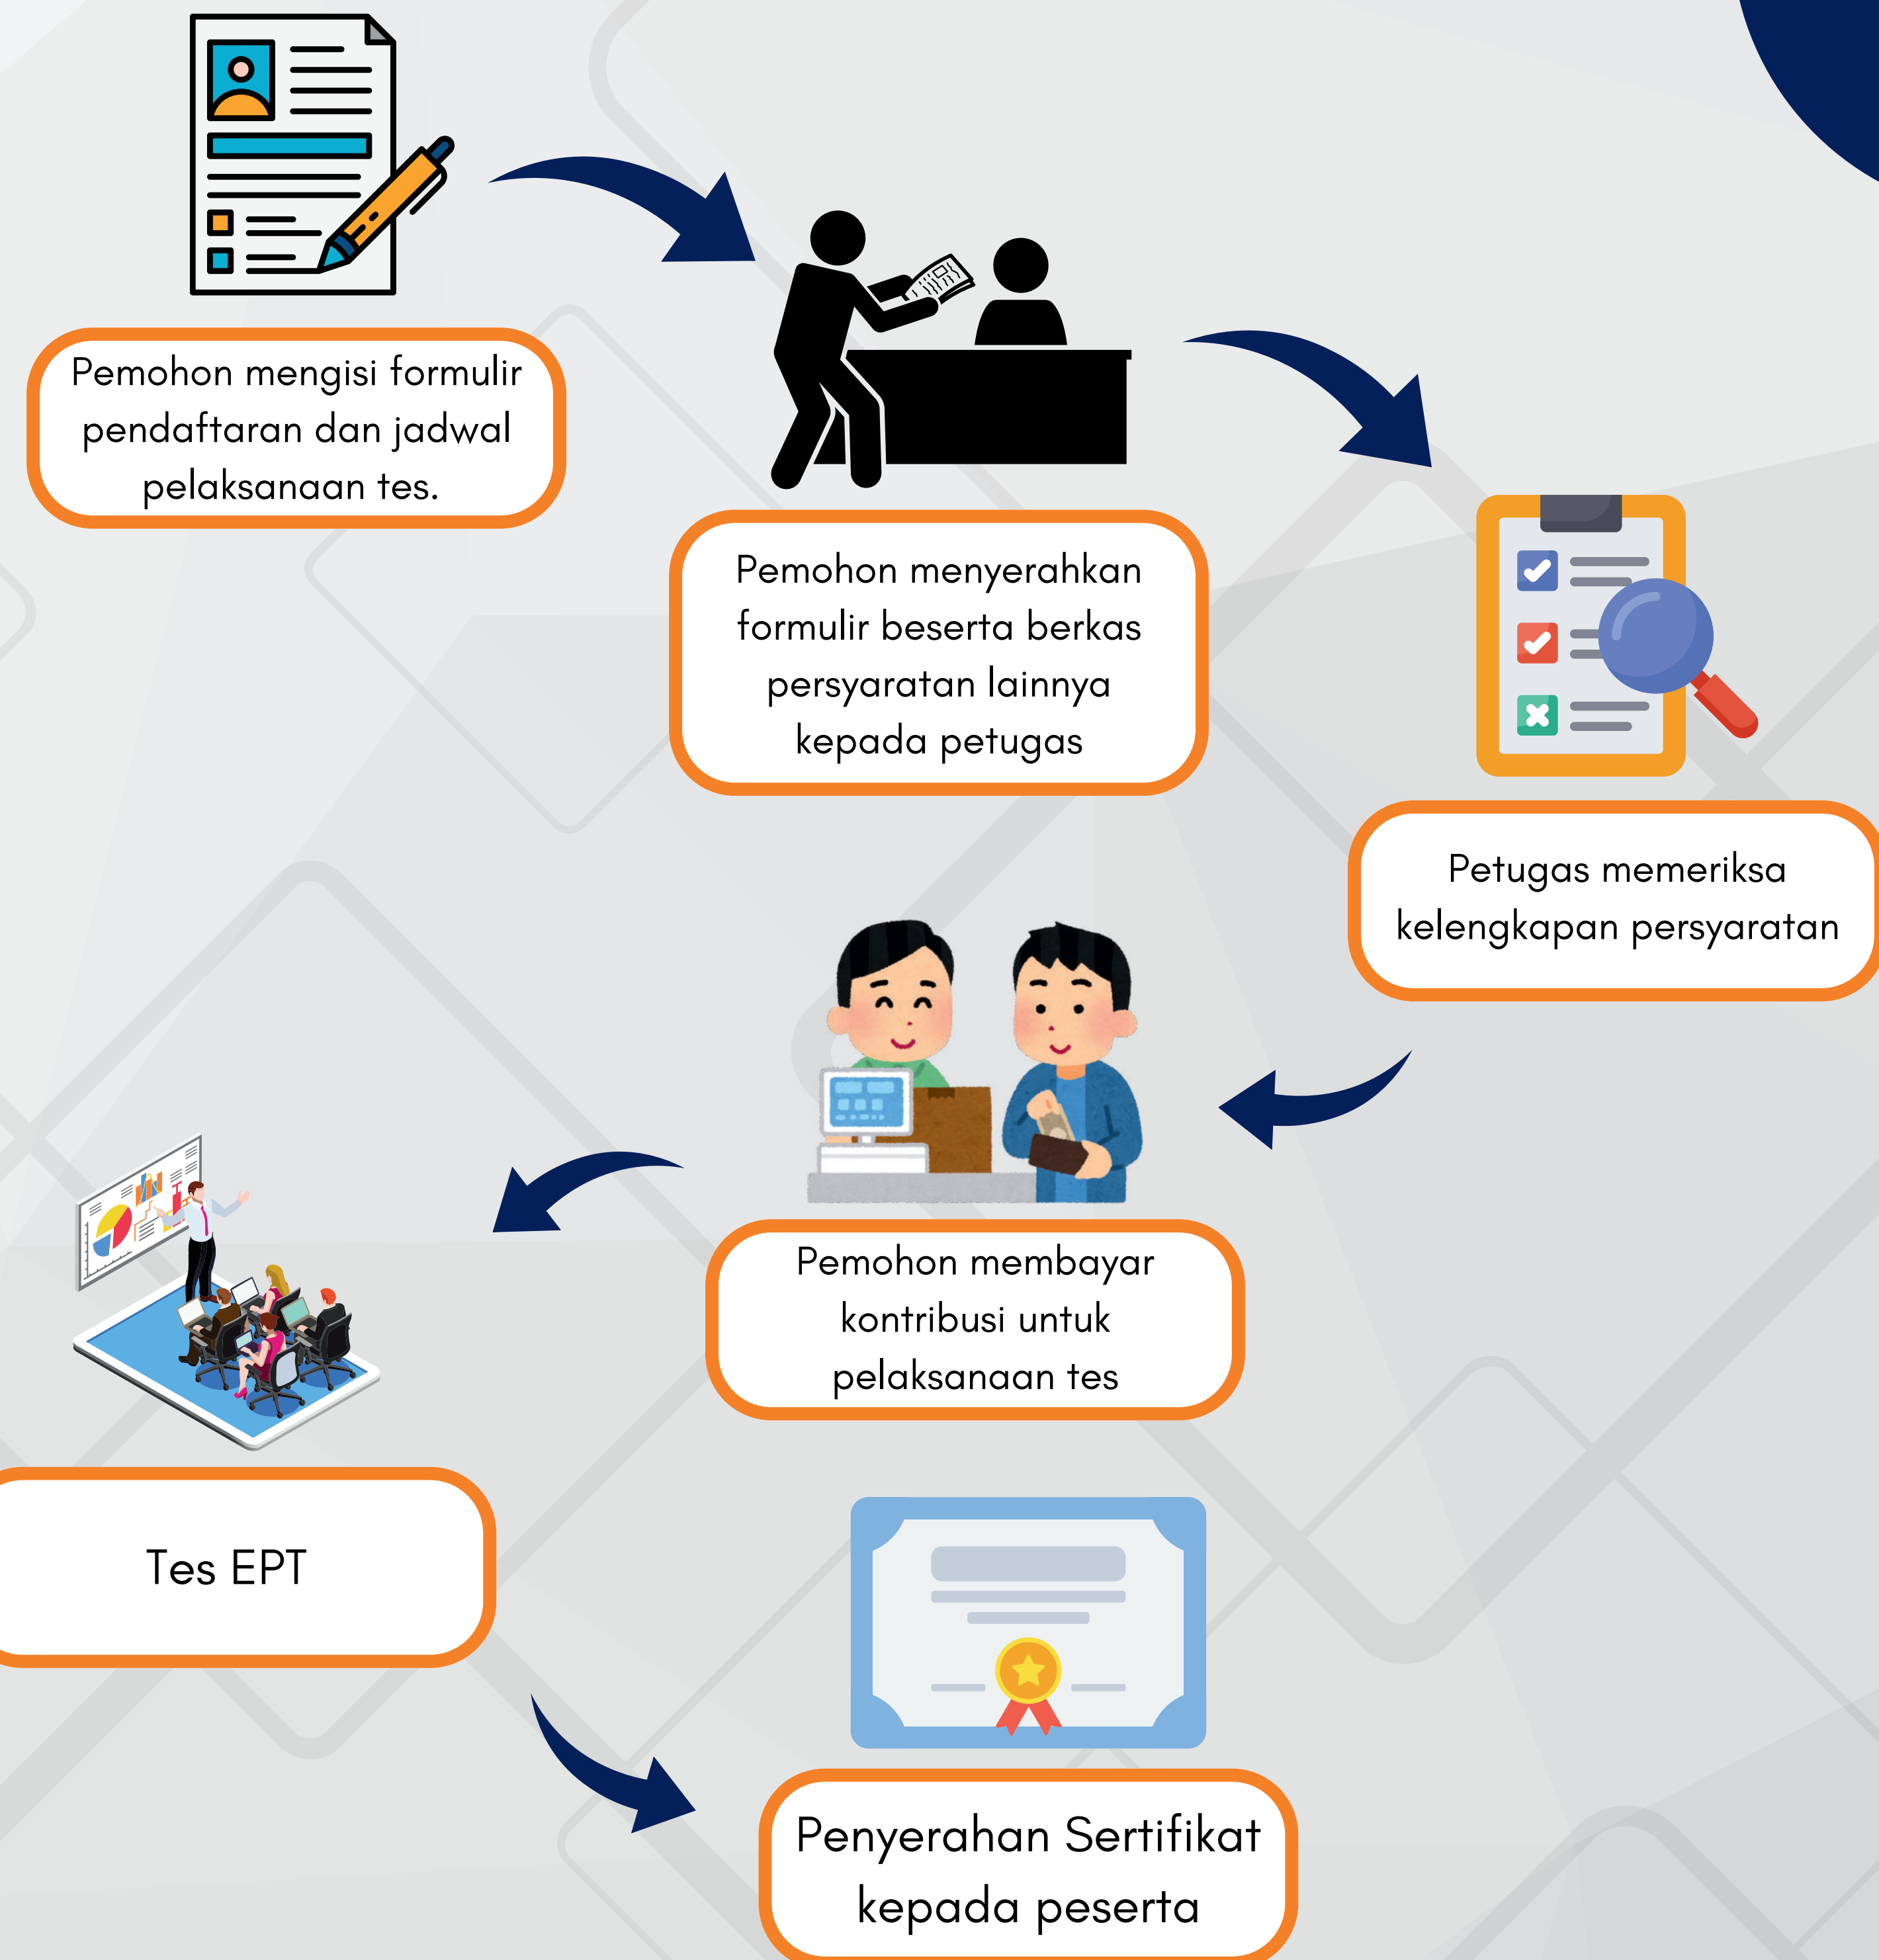 Pemohon mengisi formulir
pendaftaran dan jadwal
pelaksanaan tes.
Pemohon menyerahkan
formulir beserta berkas
persyaratan lainnya
kepada petugas
Petugas memeriksa
kelengkapan persyaratan
Pemohon membayar
kontribusi untuk
pelaksanaan tes
Tes EPT
Penyerahan Sertifikat
kepada peserta